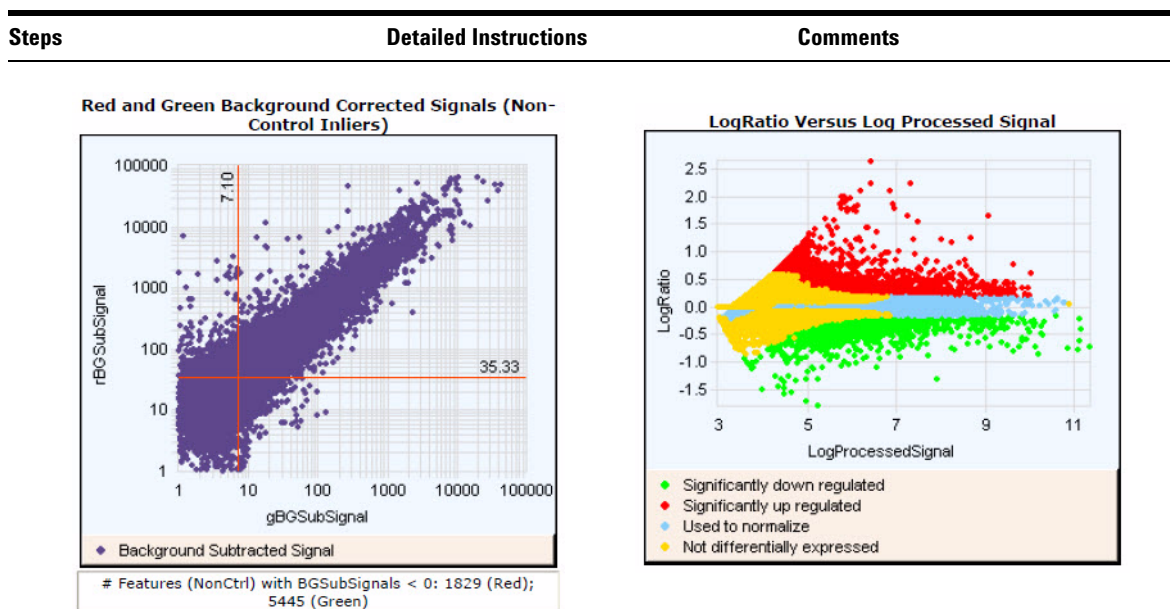 Steps Detailed Instructions Comments
Red and Green Background Corrected Signals (Non-
Control Inliers)
100000
10000
1000
100
10
1
rBGSubSignal
7.10
35.33
1 10 100 1000 10000 100000
gBGSubSignal
Background Subtracted Signal
# Features (NonCtrl) with BGSubSignals < 0: 1829 (Red);
5445 (Green)
LogRatio Versus Log Processed Signal
2.5
2.0
1.5
1.0
0.5
0.0
-0.5
-1.0
-1.5
LogRatio
3 5 7 9 11
LogProcessedSignal
Significantly down regulated
Significantly up regulated
Used to normalize
Not differentially expressed